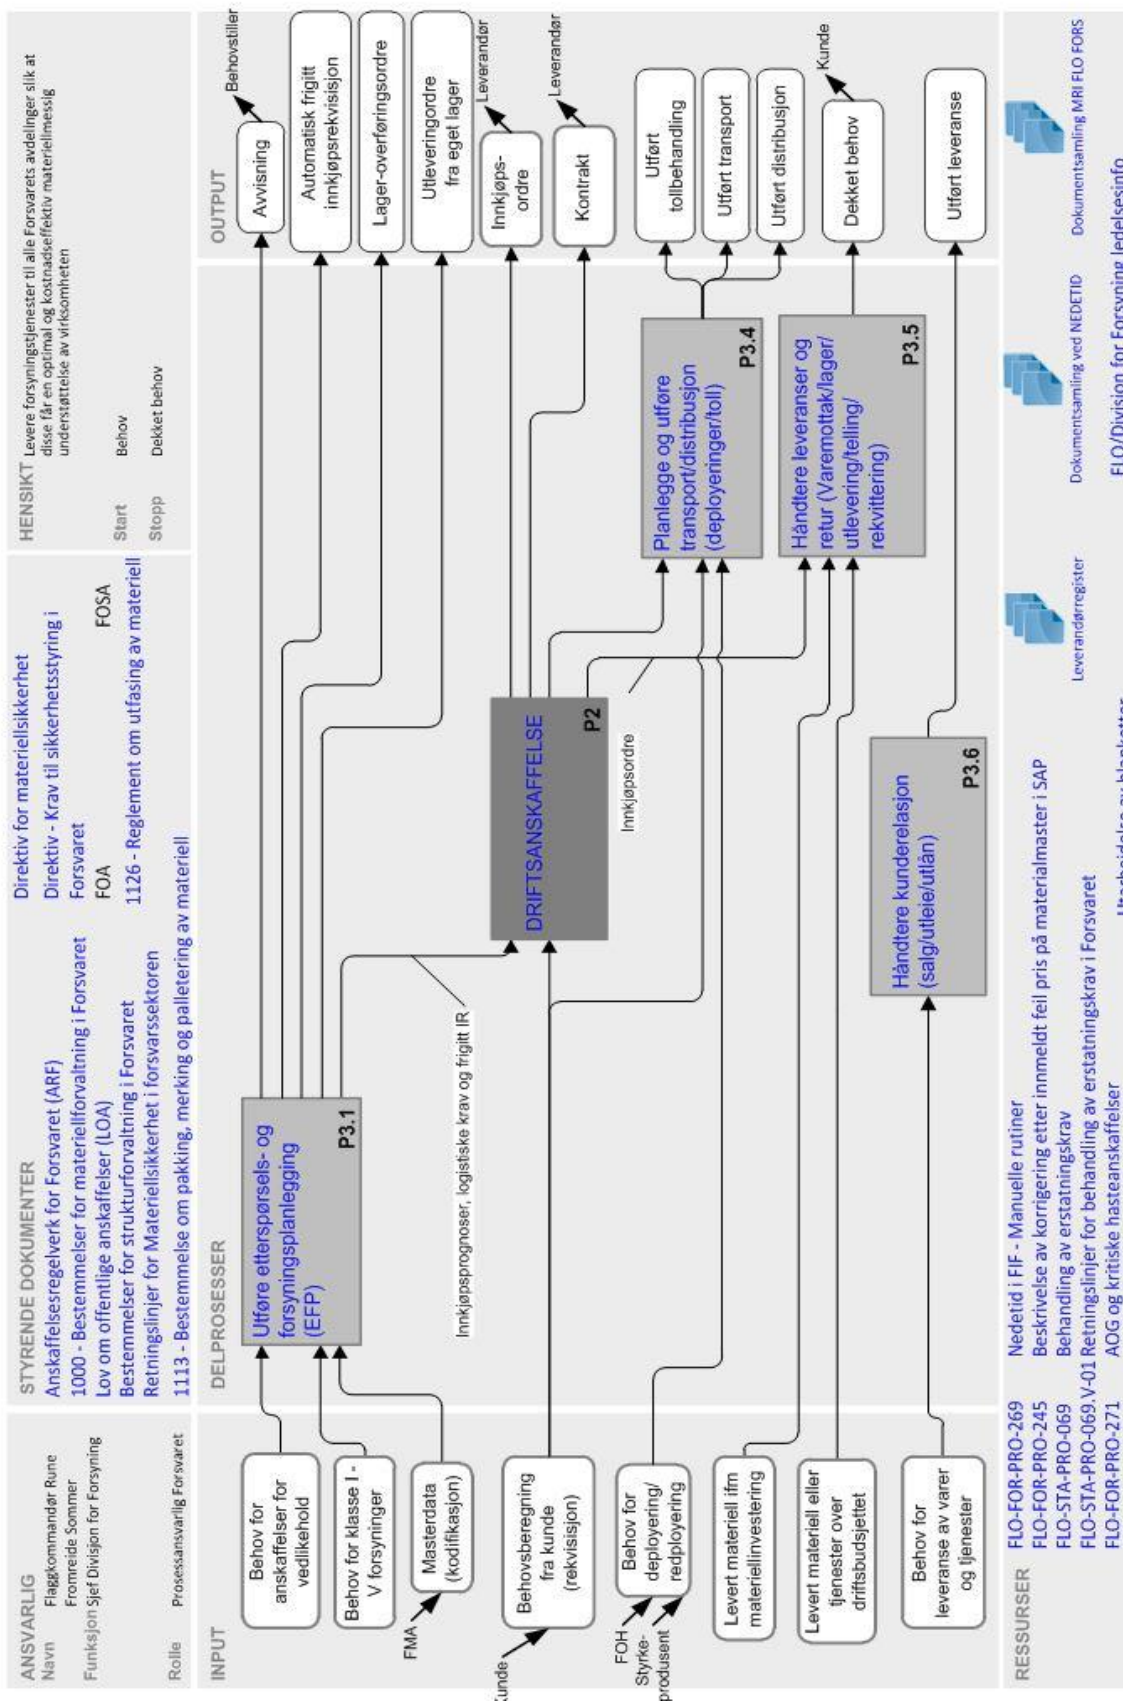 ANSVARLIG
Navn
Flaggkommandør Rune
Fromreide Sommer
Funksjon Sjef Divisjon for Forsyning
Rolle
Prosessansvarlig Forsvaret
STYRENDE DOKUMENTER
Anskaffelsesregelverk for Forsvaret (ARF)
1000 - Bestemmelser for materiellforvaltning i Forsvaret
Lov om offentlige anskaffelser (LOA)
Bestemmelser for strukturforvaltning i Forsvaret
Retningslinjer for Materiellsikkerhet i forsvarssektoren
1113 - Bestemmelse om pakking, merking og palletering av materiell
Direktiv for materiellsikkerhet
Direktiv - Krav til sikkerhetsstyring i
Forsvaret
FOA
FOSA
1126 - Reglement om utfasing av materiell
HENSIKT
Levere forsyningstjenester til alle Forsvarets avdelinger slik at
disse får en optimal og kostnadseffektiv materiellmessig
understøttelse av virksomheten
Start
Behov
Stopp
Dekket behov
INPUT
Behov for
anskaffelser for
vedlikehold
Behov for klasse I -
V forsyninger
FMA
Masterdata
(kodifikasjon)
Kunde
Behovsberegning
fra kunde
(rekvisisjon)
FOH
Styrke-
produsent
Behov for
deployering/
redployering
Levert materiell ifm
materiellinvestering
Levert materiell eller
tjenester over
driftsbudsjettet
Behov for
leveranse av varer
og tjenester
DELPROSESSER
Utføre etterspørsels- og
forsyningsplanlegging
(EFP)
P3.1
Innkjøpsprognoser, logistiske krav og frigitt IR
DRIFTSANSKAFFELSE
P2
Innkjøpsordre
Planlegge og utføre
transport/distribusjon
(deployeringer/toll)
P3.4
Håndtere leveranser og
retur (Varemottak/lager/
utlevering/telling/
rekvittering)
P3.5
Håndtere kunderelasjon
(salg/utleie/utlån)
P3.6
OUTPUT
Avvisning
Behovstiller
Automatisk frigitt
innkjøpsrekvisisjon
Lager-overføringsordre
Utleveringordre
fra eget lager
Innkjøps-
ordre
Leverandør
Kontrakt
Leverandør
Utført
tollbehandling
Utført transport
Utført distribusjon
Dekket behov
Kunde
Utført leveranse
RESSURSER
FLO-FOR-PRO-269 Nedetid i FIF - Manuelle rutiner
FLO-FOR-PRO-245 Beskrivelse av korrigering etter innmeldt feil pris på materialmaster i SAP
FLO-STA-PRO-069 Behandling av erstatningskrav
FLO-STA-PRO-069.V-01 Retningslinjer for behandling av erstatningskrav i Forsvaret
FLO-FOR-PRO-271 AOG og kritiske hasteanskaffelser
Utarbeidelse av blanketter
Leverandørregister
Dokumentsamling ved NEDETID
Dokumentsamling MRI FLO FORS
FLO/Division for Forsyning ledelsesinfo